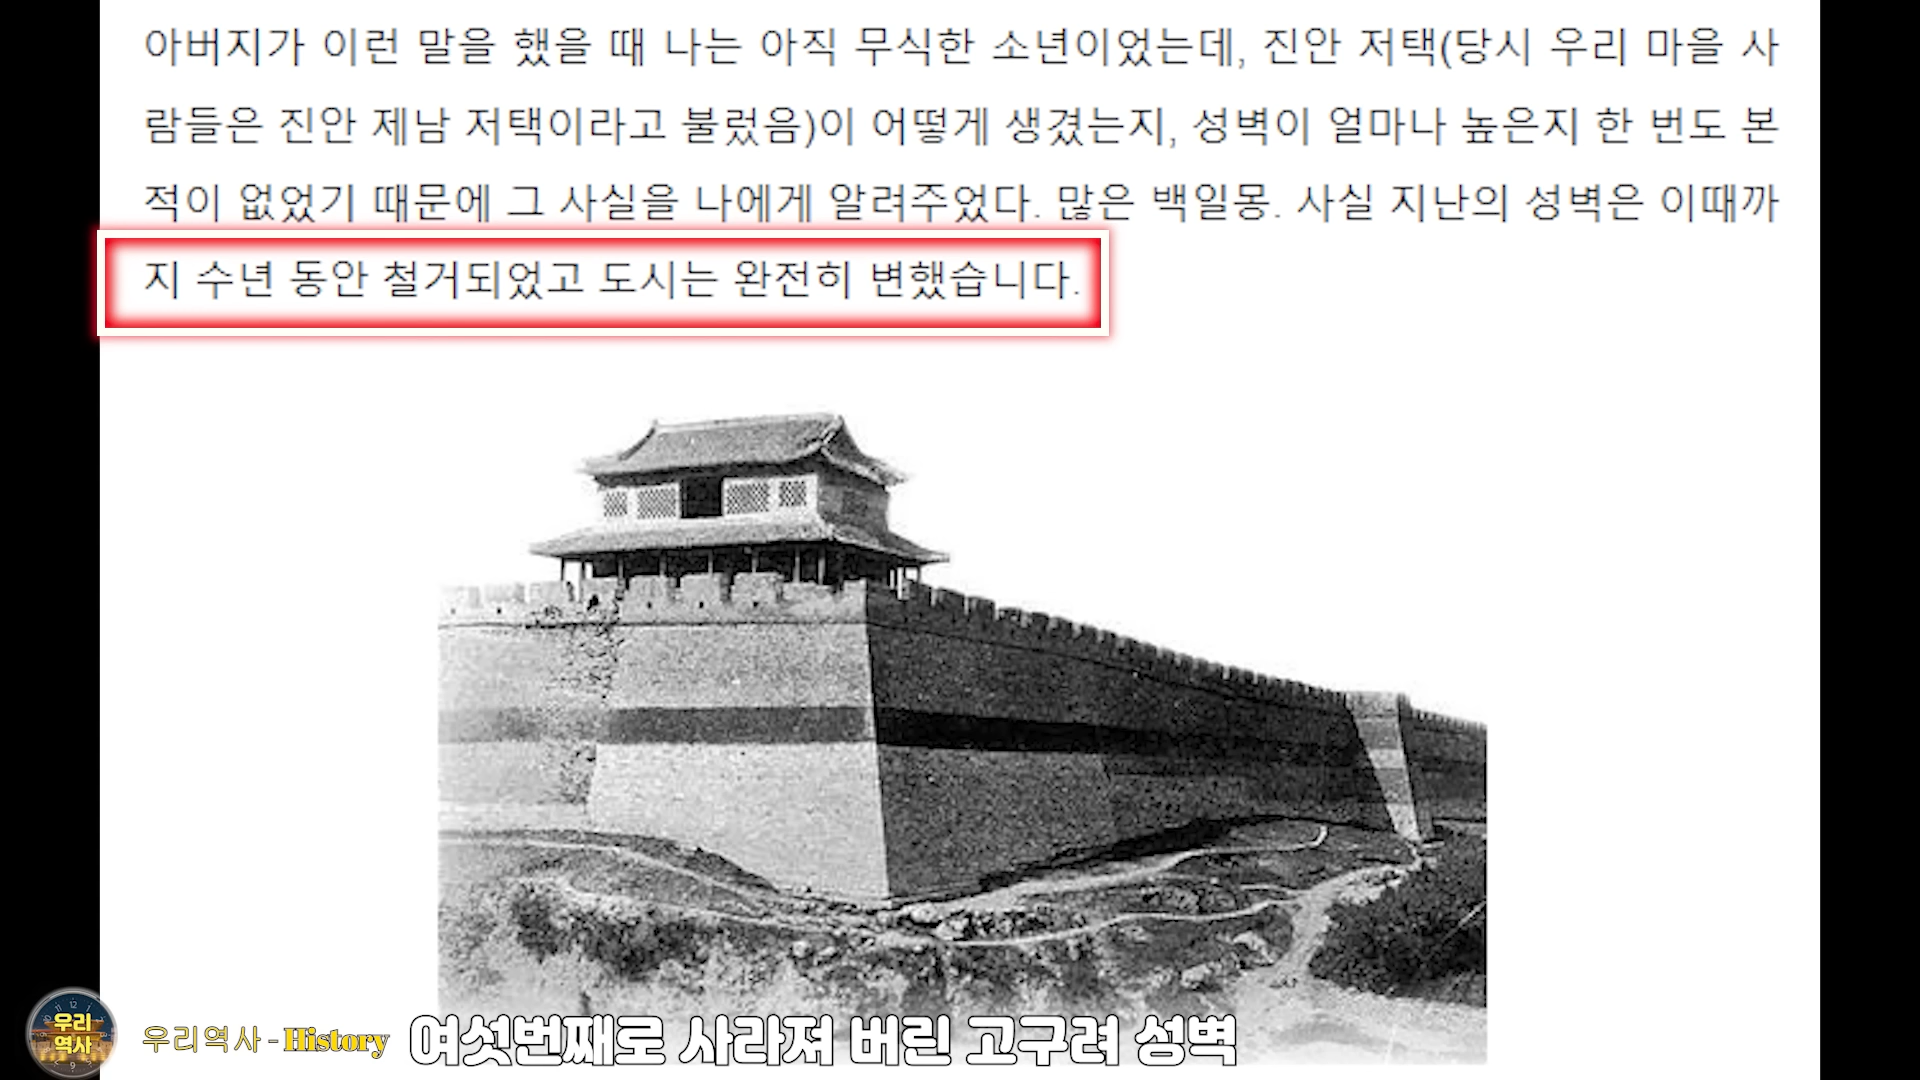 아버지가 이런 말을 했을 때 나는 아직 무식한 소년이었는데, 진안 저택(당시 우리 마을 사
람들은 진안 제남 저택이라고 불렀음)이 어떻게 생겼는지, 성벽이 얼마나 높은지 한 번도 본
적이 없었기 때문에 그 사실을 나에게 알려주었다. 많은 백일몽. 사실 지난의 성벽은 이때까
지 수년 동안 철거되었고 도시는 완전히 변했습니다.
우리
역사
우리역사 - History
여섯번째로 사라져 버린 고구려 성벽